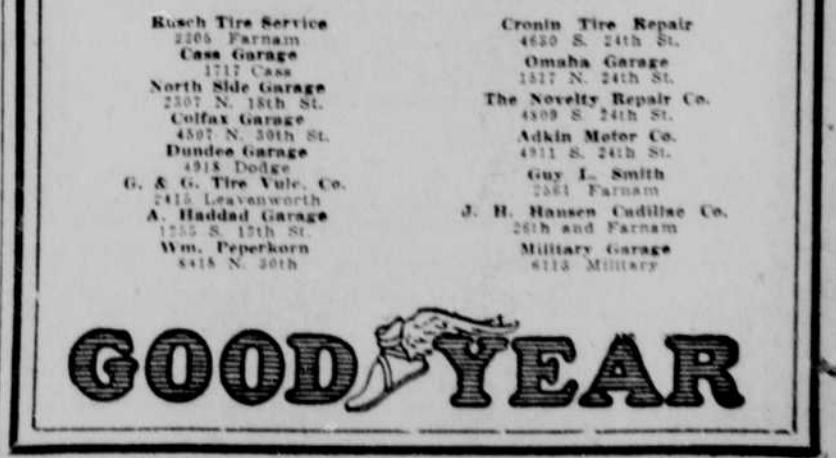 Rusch Tire Service
2205 Farnam
Cass Garage
1717 Cass
North Side Garage
2307 N. 18th St.
Colfax Garage
4507 N. 30th St.
Dundee Garage
4918 Dodge
G. & G. Tire Vulc. Co.
2415 Leavenworth
A. Haddad Garage
S. 13th St.
Wm. Peperkorn
8418 N. 30th
Cronin Tire Repair
4630 S. 24th St.
Omaha Garage
1517 N. 24th St.
The Novelty Repair Co.
4809 S. 24th St.
Adkin Motor Co.
4911 S. 24th St.
Guy L. Smith
2561 Farnam
J. H. Hansen Cadillac Co.
26th and Farnam
Military Garage
6113 Military
GOOD YEAR